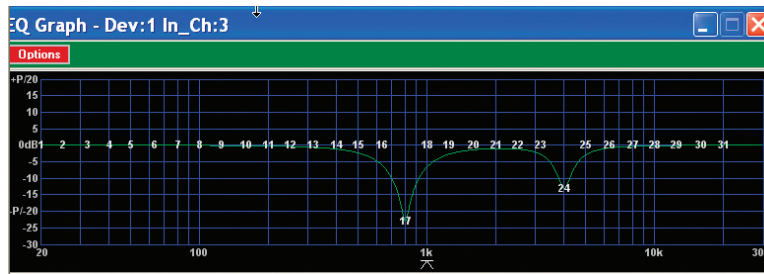 EQ Graph - Dev:1 In_Ch:3
Options
+P/20
15
10
5
0dB1 2 3 4 5 6 7 8 9 10 11 12 13 14 15 16 18 19 20 21 22 23 25 26 27 28 29 30 31
-5
-10
24
-15
-P/-20
17
-25
-30
20 100 1k 10k 30